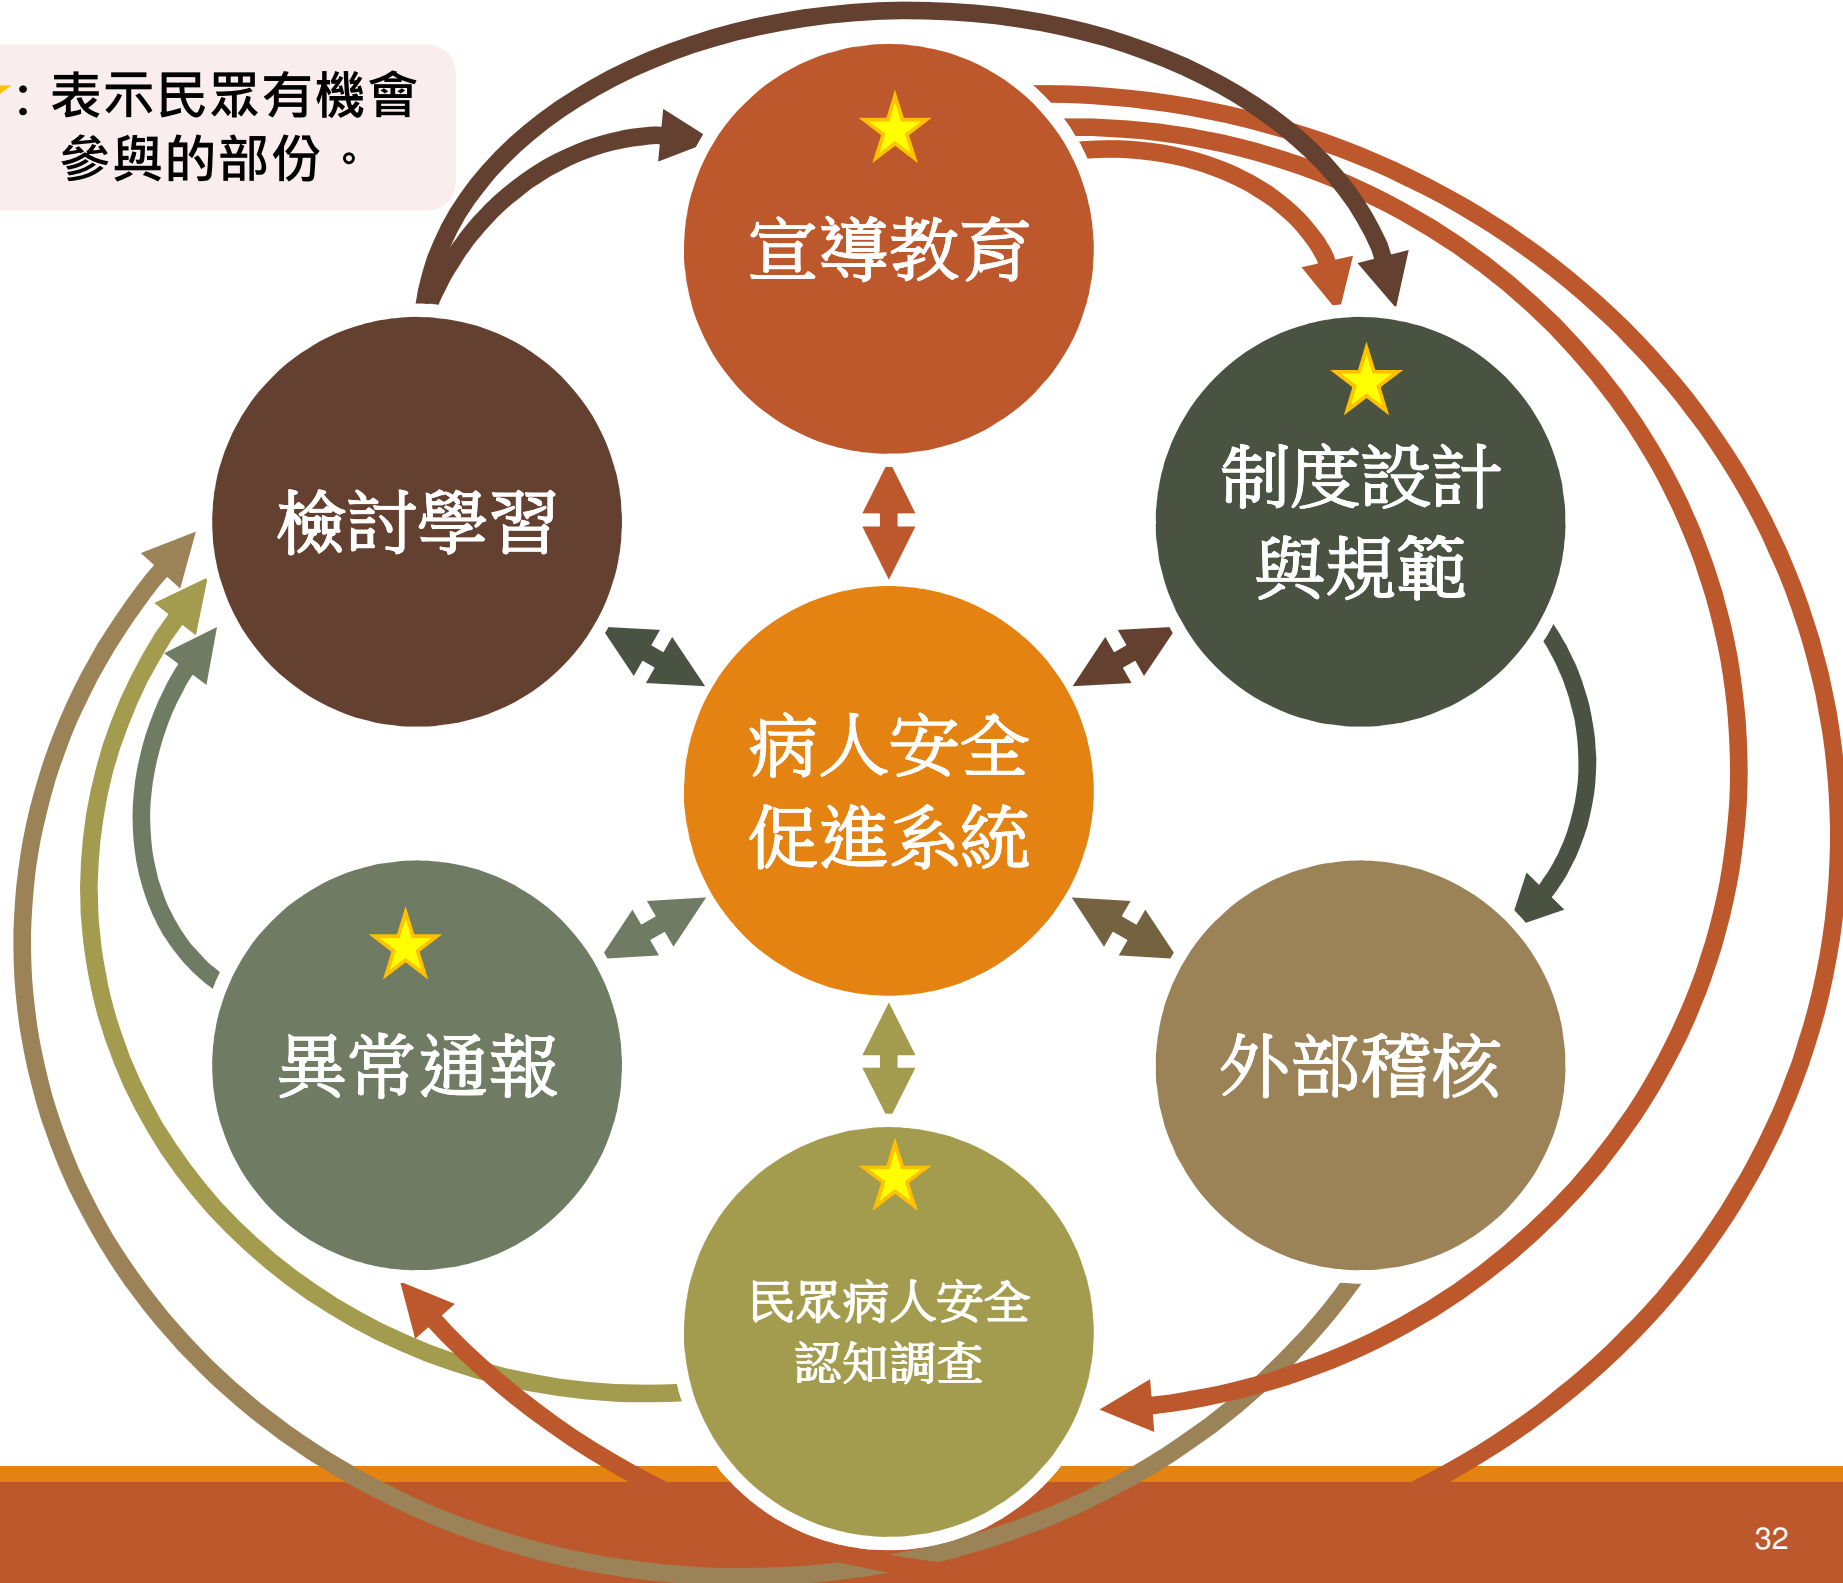 ：表示民眾有機會
參與的部份。
宣導教育
制度設計
與規範
檢討學習
病人安全
促進系統
異常通報
外部稽核
民眾病人安全
認知調查
32